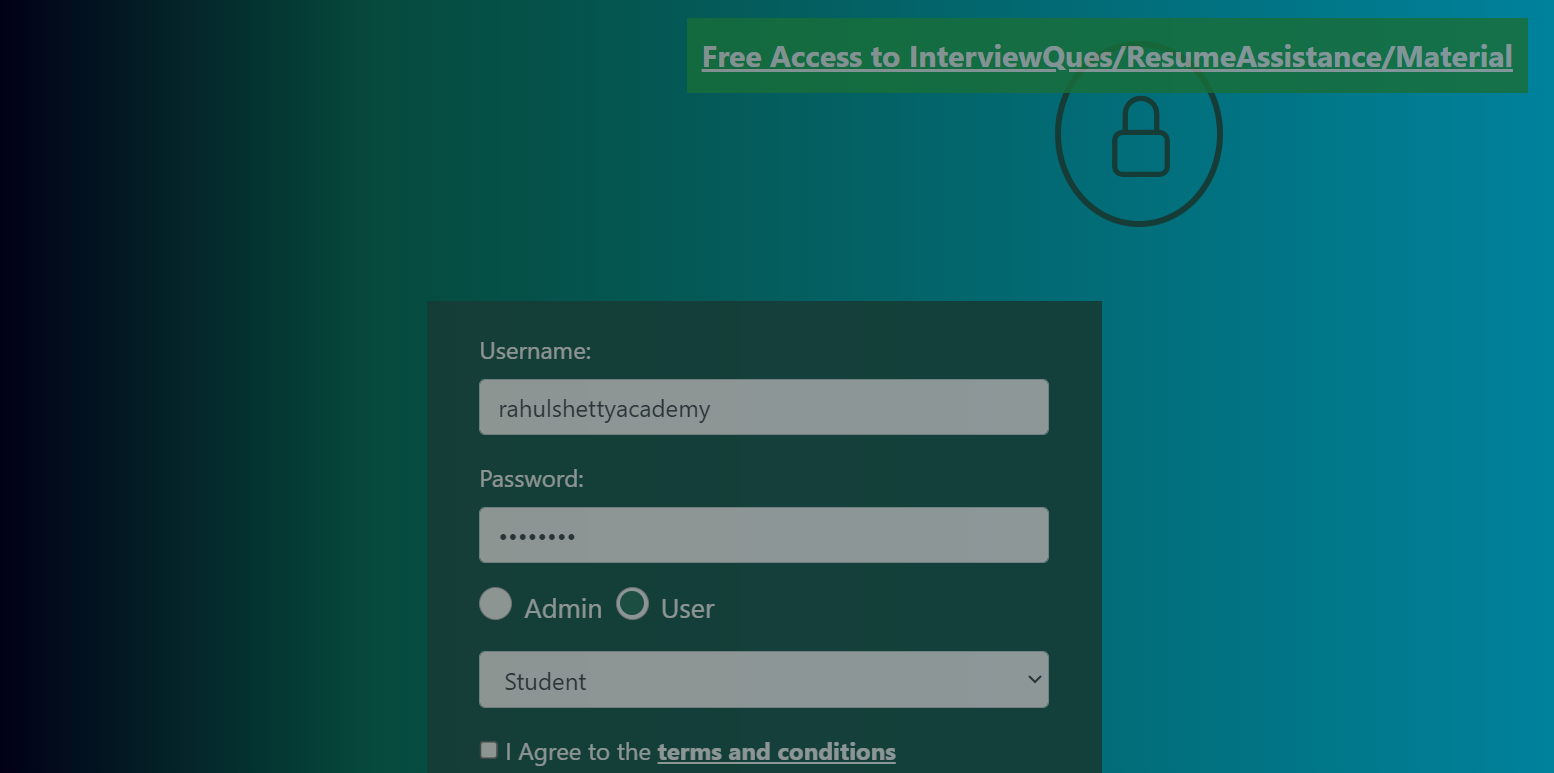 Free Access to InterviewQues/ResumeAssistance/Material
Username:
rahulshettyacademy
Password:
••••••••
Admin User
Student
I Agree to the terms and conditions